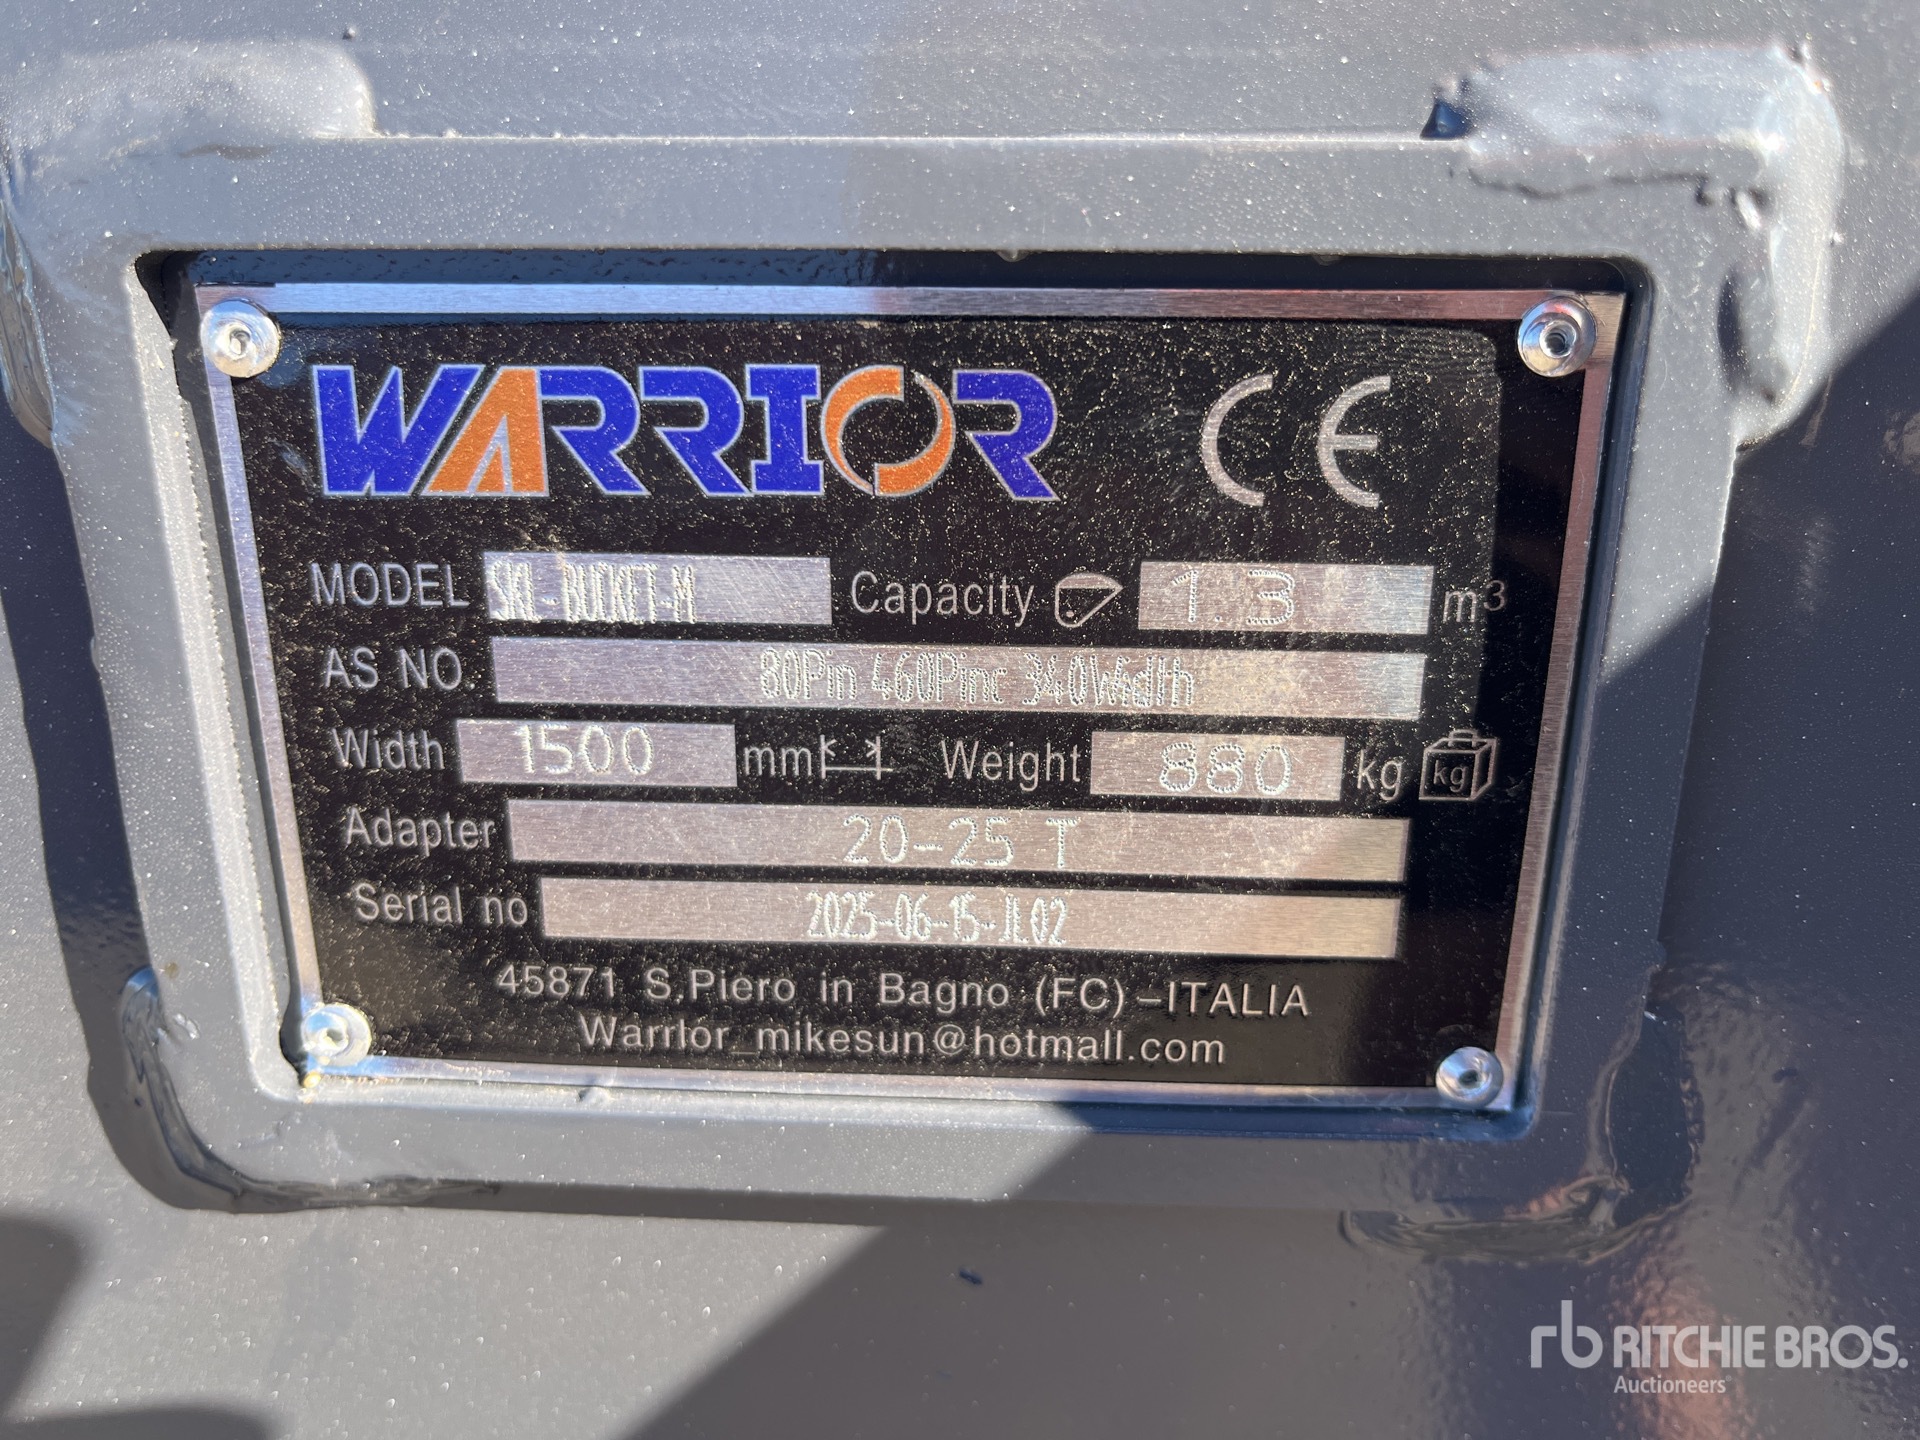 WARRIOR CE
MODEL SKL-BUCKET-M Capacity 1.3 m³
AS NO. 80Pin 460Pinc 340Width
Width 1500 mm Weight 880 kg kg
Adapter 20-25 T
Serial no 2025-06-15-JL02
45871 S.Piero in Bagno (FC)-ITALIA
Warrlor_mikesun@hotmall.com
rb RITCHIE BROS.
Auctioneers